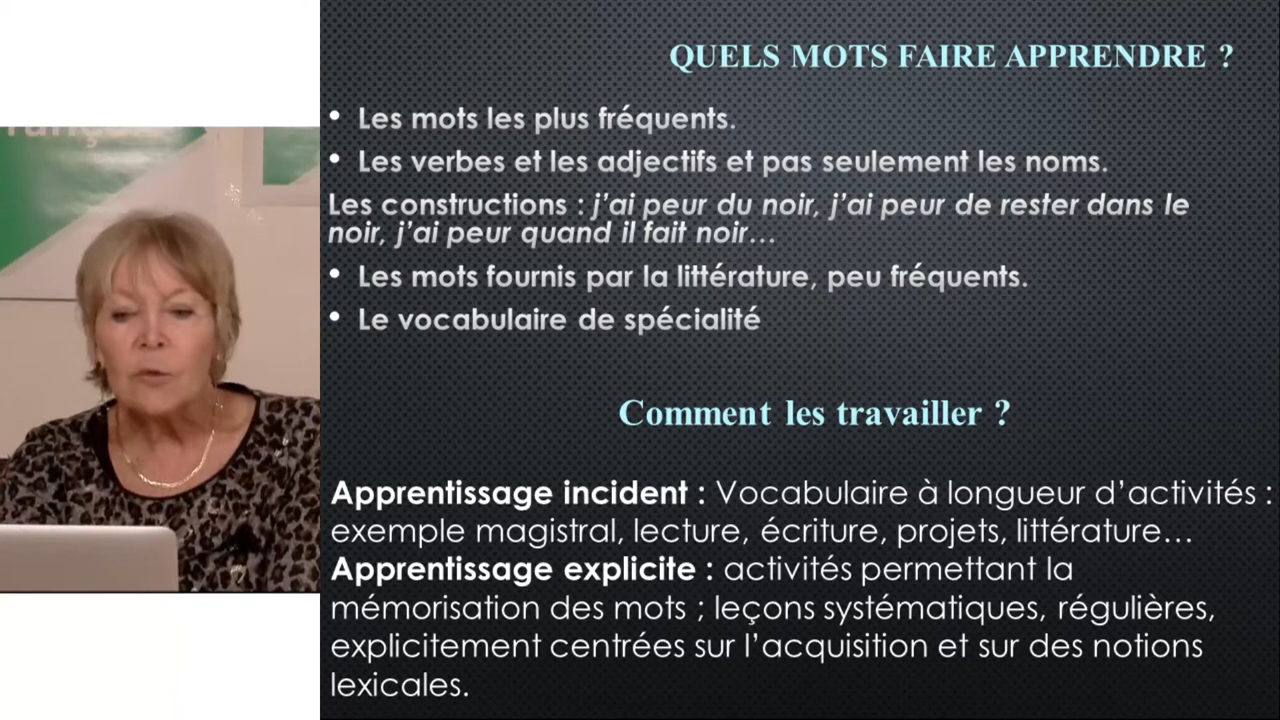 QUELS MOTS FAIRE APPRENDRE ?
• Les mots les plus fréquents.
• Les verbes et les adjectifs et pas seulement les noms.
Les constructions : j’ai peur du noir, j’ai peur de rester dans le
noir, j’ai peur quand il fait noir…
• Les mots fournis par la littérature, peu fréquents.
• Le vocabulaire de spécialité
Comment les travailler ?
Apprentissage incident : Vocabulaire à longueur d’activités :
exemple magistral, lecture, écriture, projets, littérature…
Apprentissage explicite : activités permettant la
mémorisation des mots ; leçons systématiques, régulières,
explicitement centrées sur l’acquisition et sur des notions
lexicales.